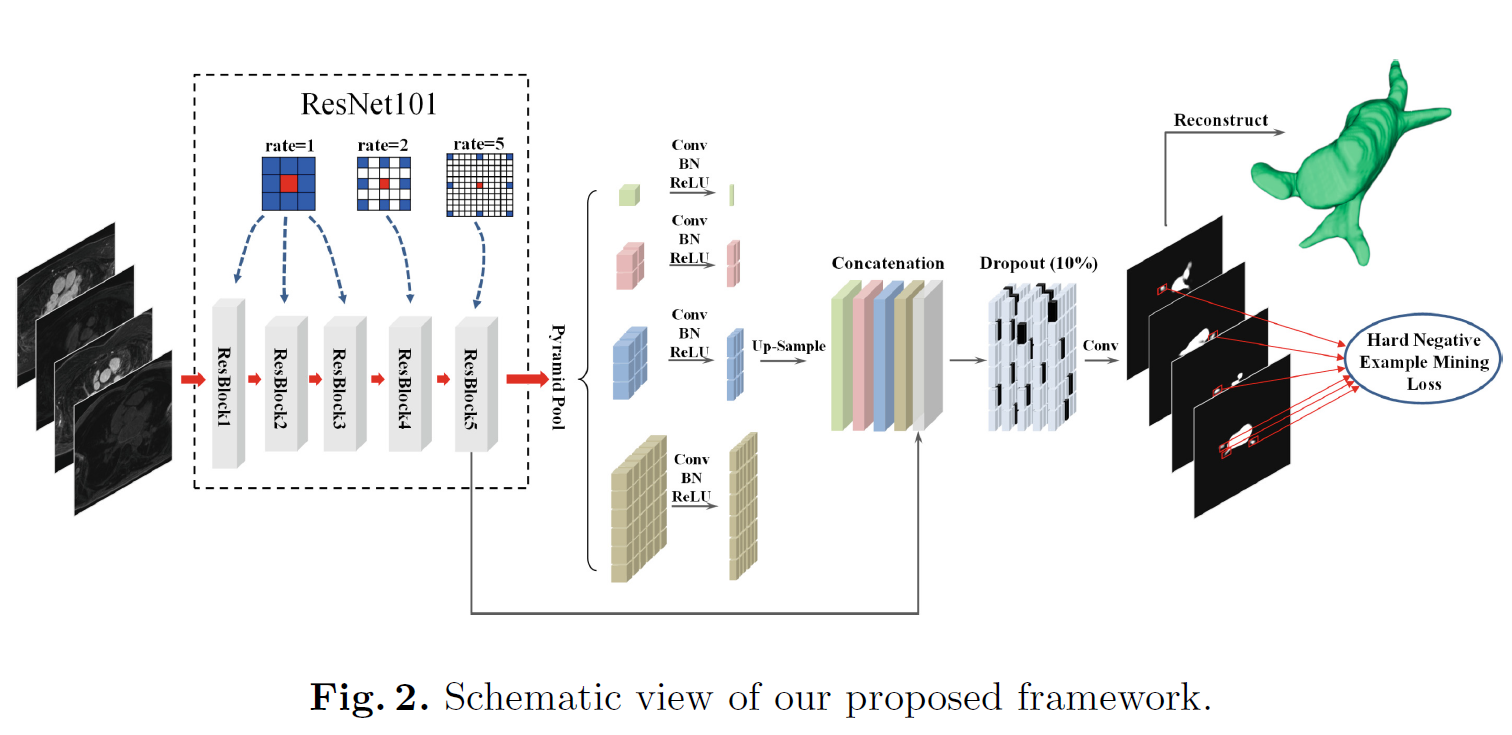 ResNet101
rate=1
rate=2
rate=5
ResBlock1
ResBlock2
ResBlock3
ResBlock4
ResBlock5
Pyramid Pool
Conv
BN
ReLU
Conv
BN
ReLU
Conv
BN
ReLU
Conv
BN
ReLU
Up-Sample
Concatenation
Dropout (10%)
Conv
Reconstruct
Hard Negative
Example Mining
Loss
Fig. 2. Schematic view of our proposed framework.